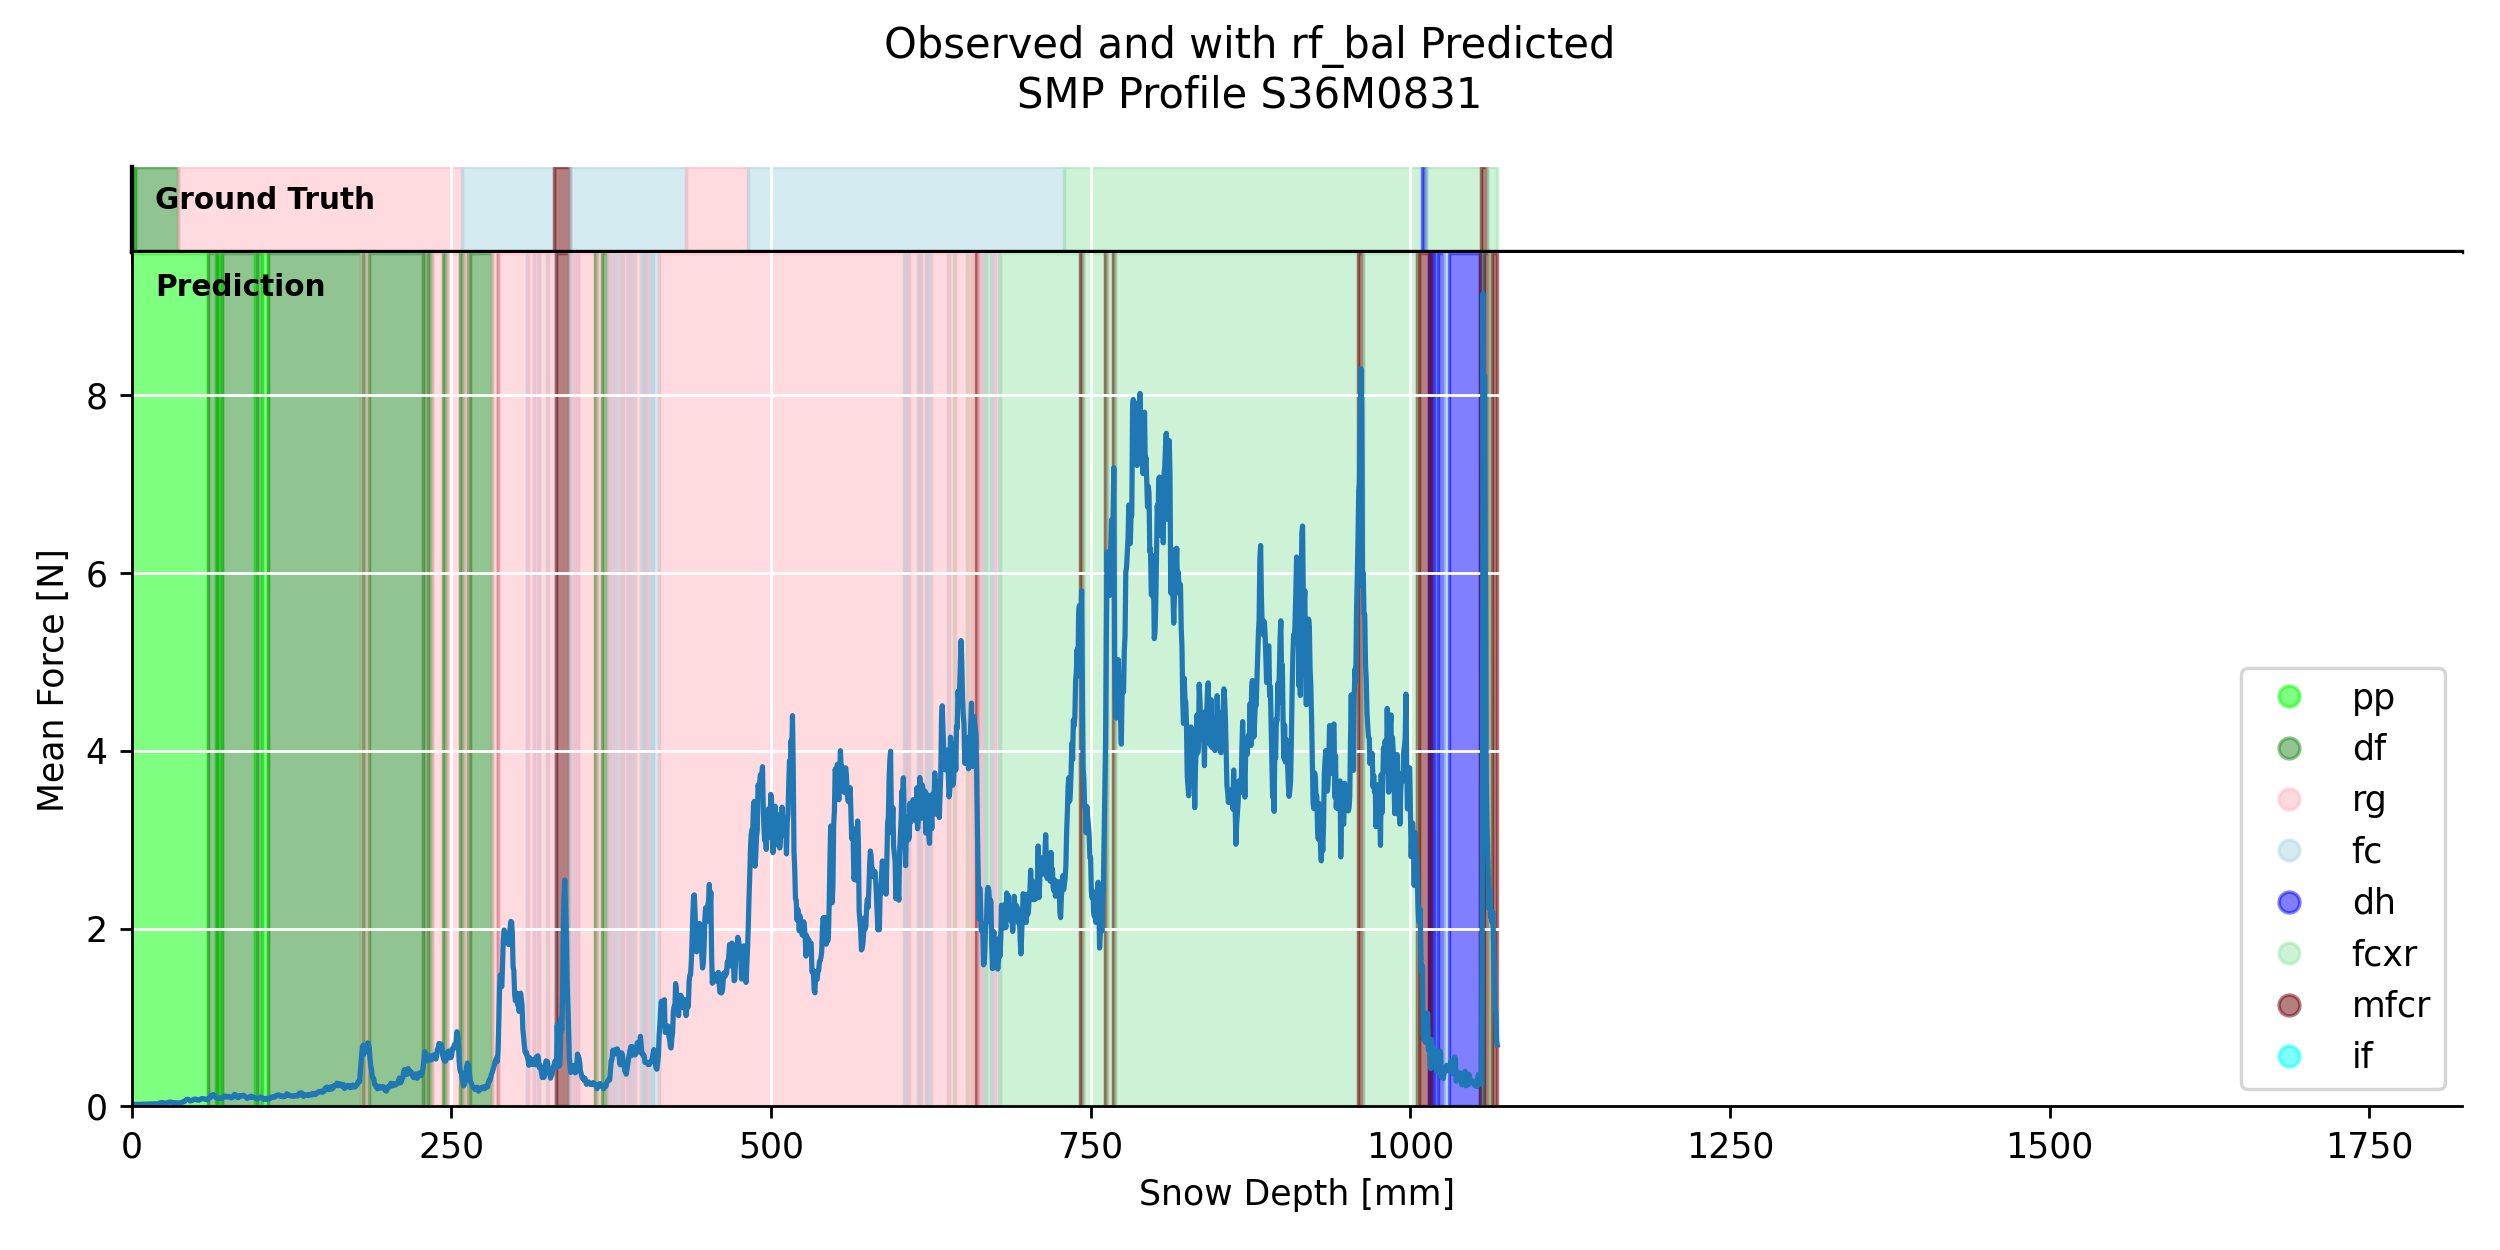 Observed and with rf_bal Predicted
SMP Profile S36M0831
Ground Truth
Prediction
Mean Force [N]
8
6
4
2
0
0 250 500 750 1000 1250 1500 1750
Snow Depth [mm]
pp
df
rg
fc
dh
fcxr
mfcr
if